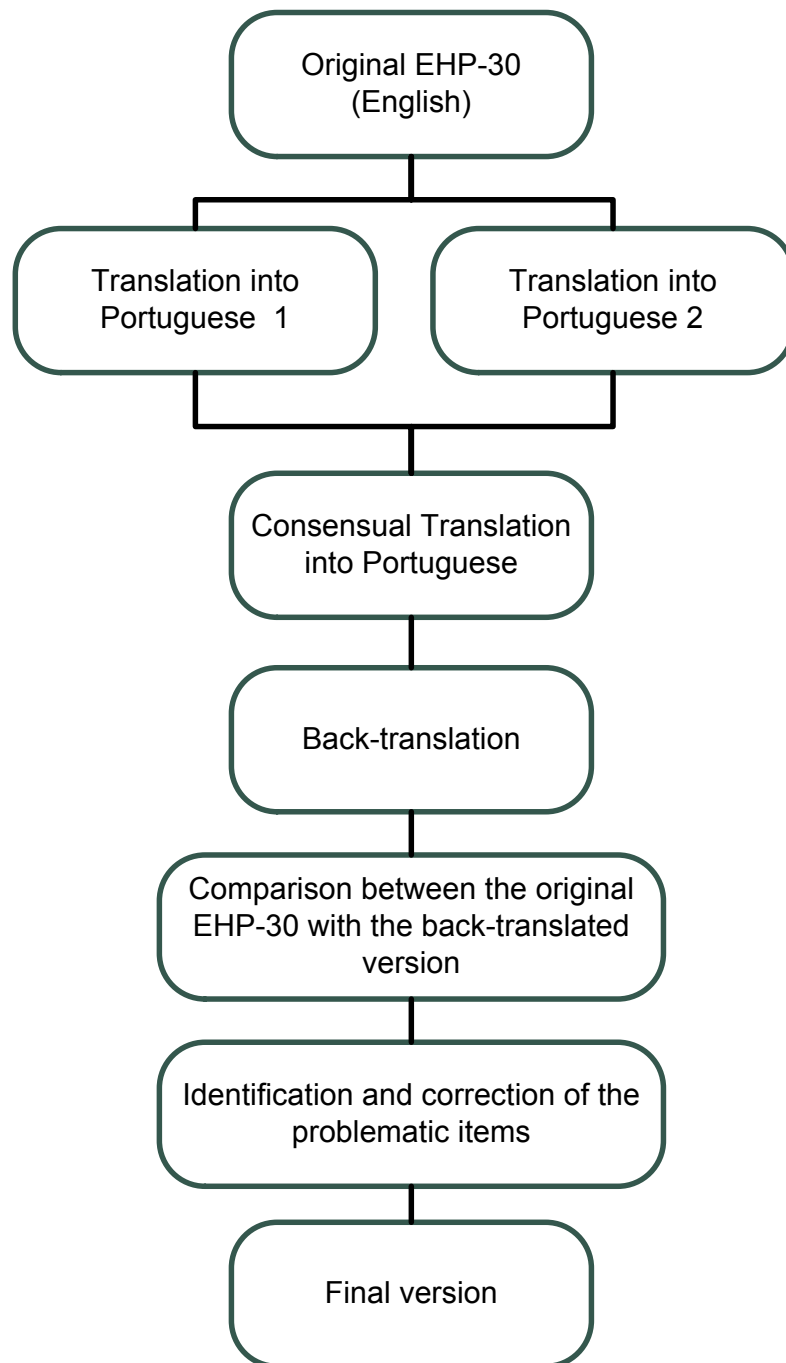 Original EHP-30
(English)
Translation into
Portuguese  1
Translation into
Portuguese 2
Consensual Translation
into Portuguese
Back-translation
Comparison between the original
EHP-30 with the back-translated
version
Identification and correction of the
problematic items
Final version